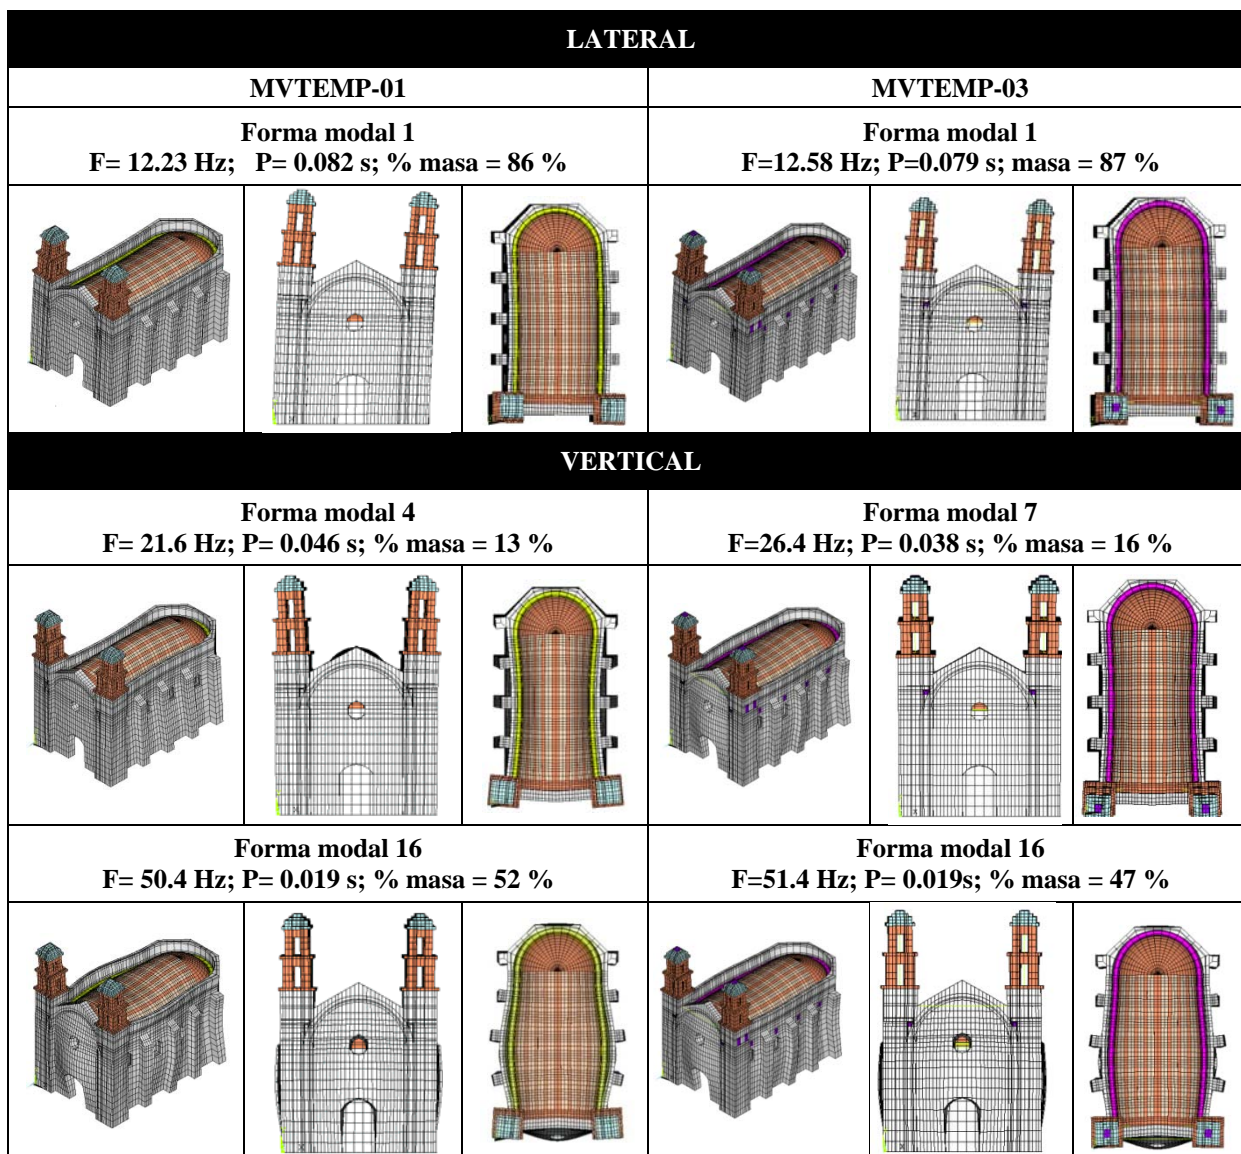 LATERAL
MVTEMP-01
MVTEMP-03
Forma modal 1
F= 12.23 Hz; P= 0.082 s; % masa = 86 %
Forma modal 1
F=12.58 Hz; P=0.079 s; masa = 87 %
VERTICAL
Forma modal 4
F= 21.6 Hz; P= 0.046 s; % masa = 13 %
Forma modal 7
F=26.4 Hz; P= 0.038 s; % masa = 16 %
Forma modal 16
F= 50.4 Hz; P= 0.019 s; % masa = 52 %
Forma modal 16
F=51.4 Hz; P= 0.019s; % masa = 47 %